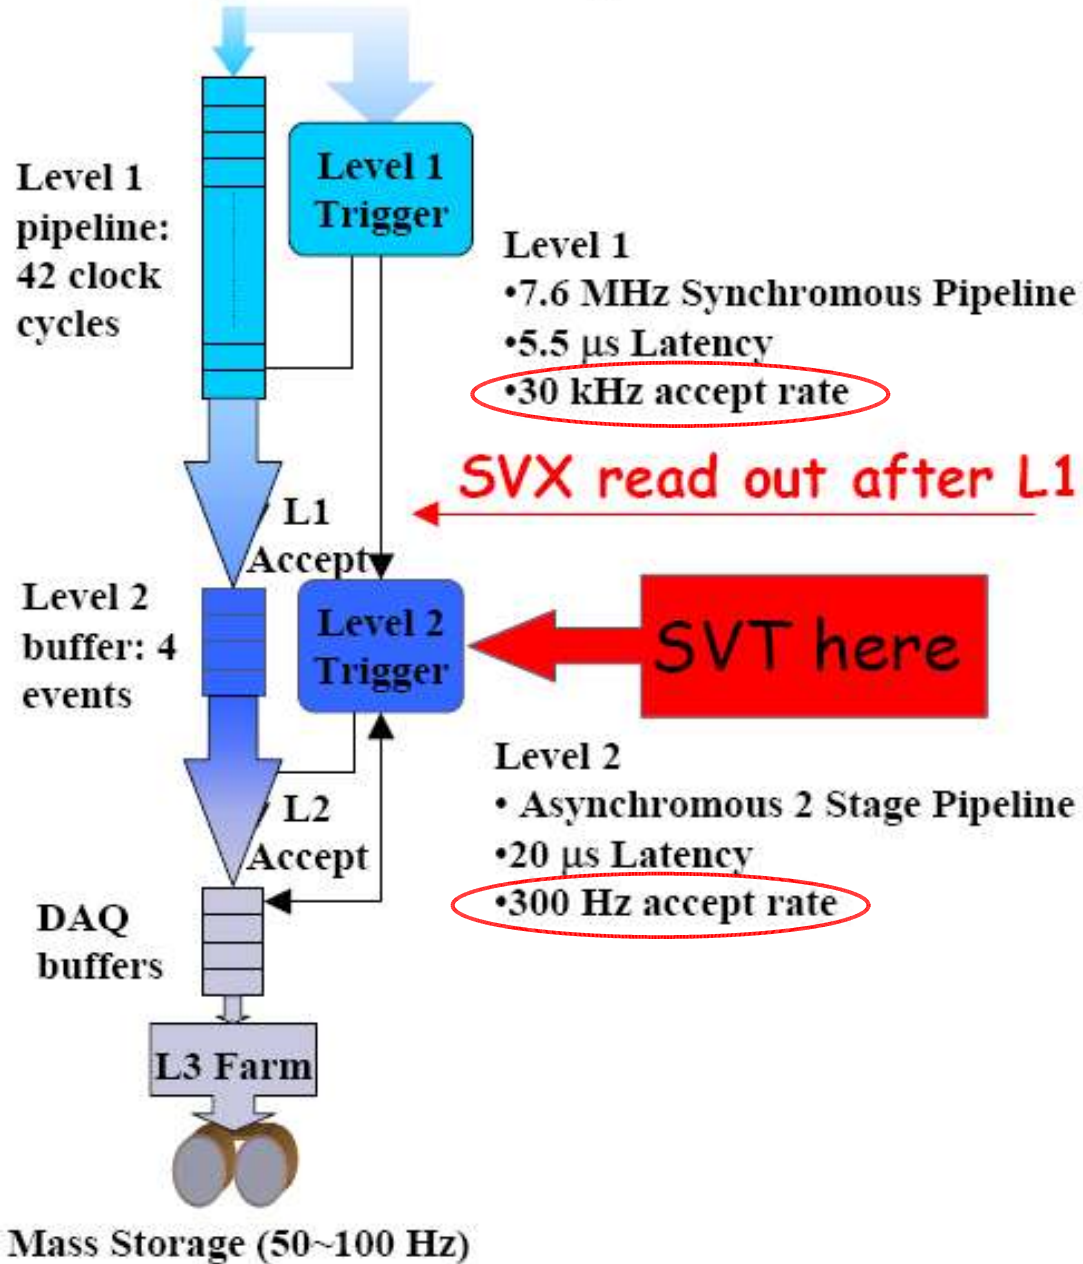 Level 1
Trigger
Level 1
pipeline:
42 clock
cycles
Level 1
•7.6 MHz Synchromous Pipeline
•5.5 μs Latency
•30 kHz accept rate
SVX read out after L1
L1
Accept
Level 2
buffer: 4
events
Level 2
Trigger
SVT here
Level 2
• Asynchromous 2 Stage Pipeline
•20 μs Latency
•300 Hz accept rate
L2
Accept
DAQ
buffers
L3 Farm
Mass Storage (50~100 Hz)